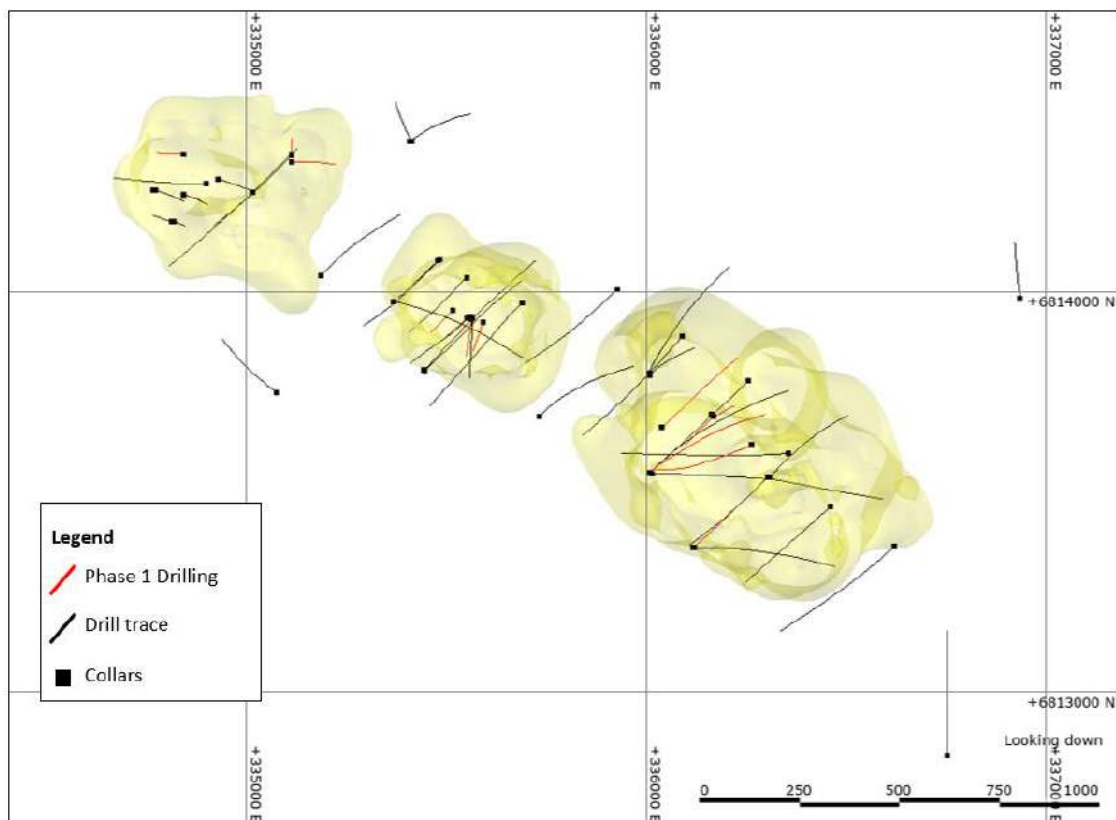 +335000 E
+336000 E
+337000 E
+6814000 N
Legend
Phase 1 Drilling
Drill trace
Collars
+6813000 N
Looking down
+335000 E
+336000 E
+337000 E
0 250 500 750 1000